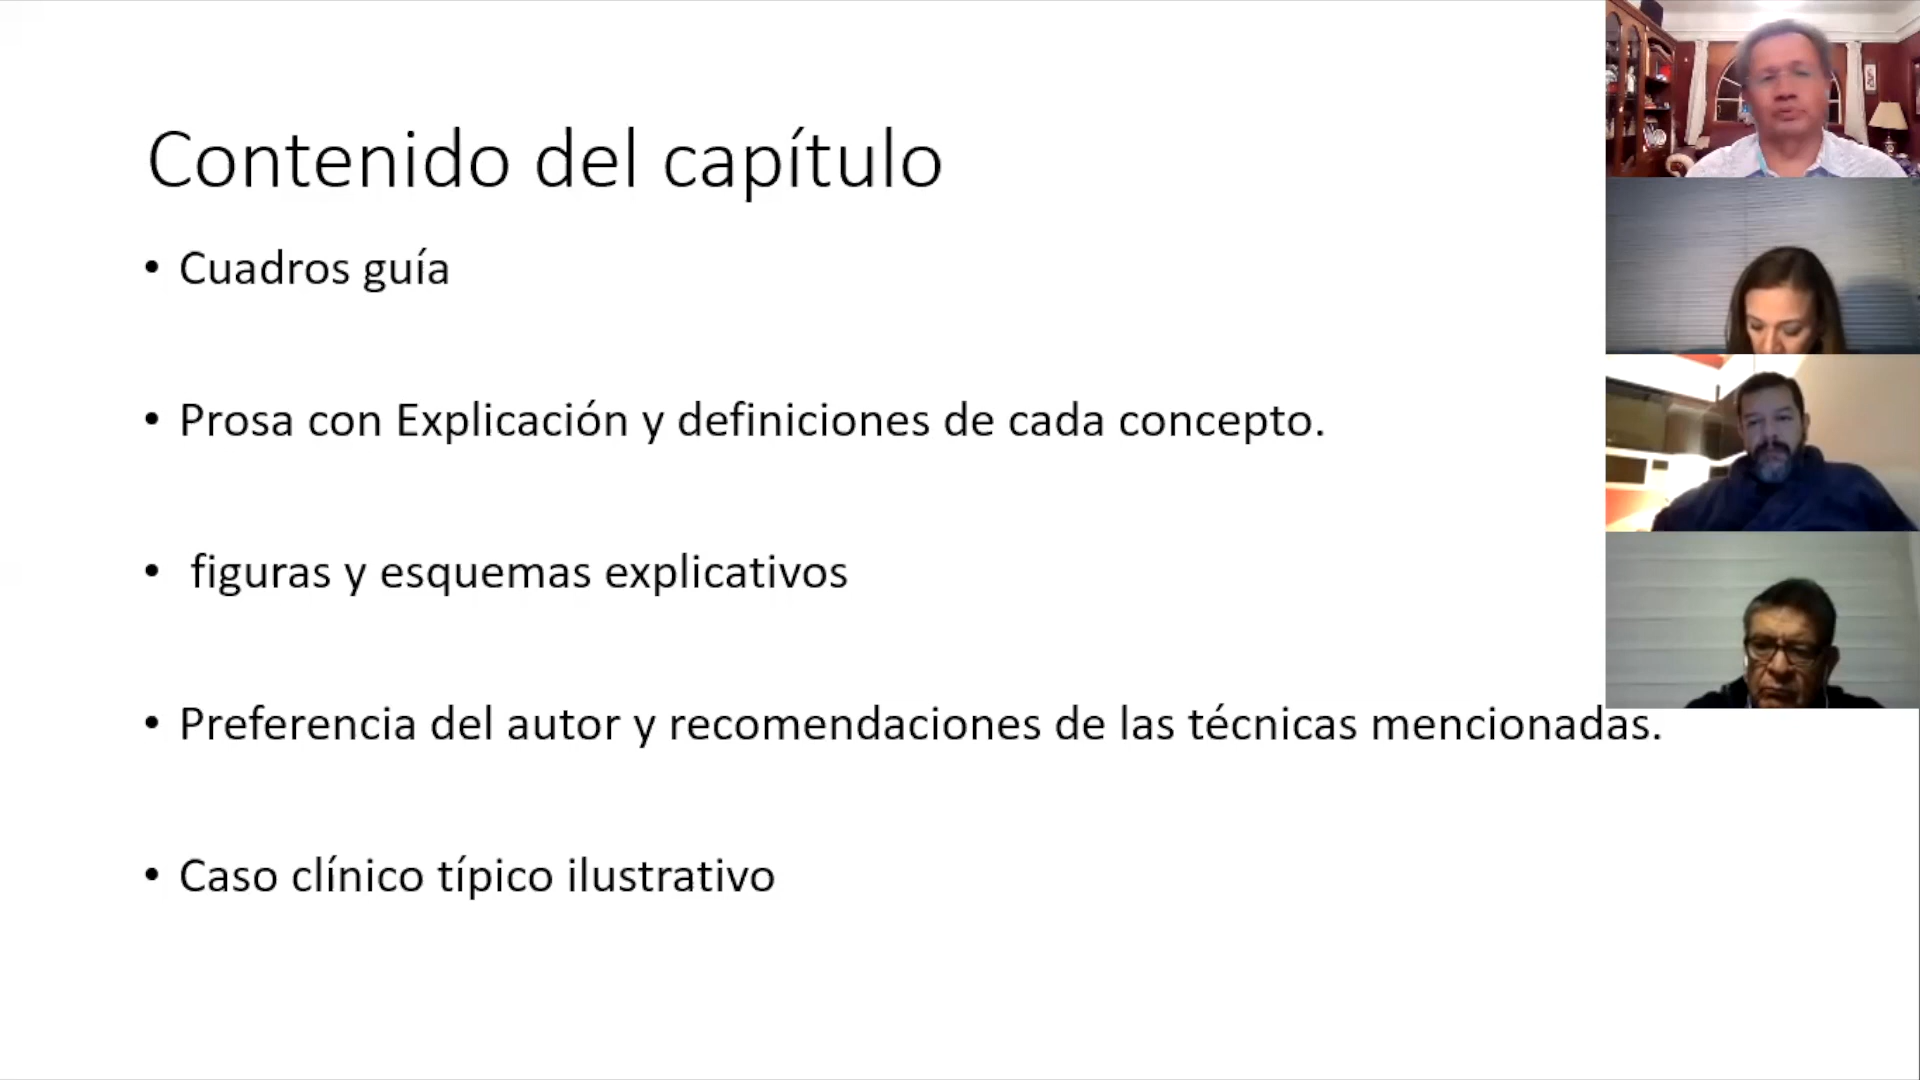 Contenido del capítulo
• Cuadros guía
• Prosa con Explicación y definiciones de cada concepto.
• figuras y esquemas explicativos
• Preferencia del autor y recomendaciones de las técnicas mencionadas.
• Caso clínico típico ilustrativo